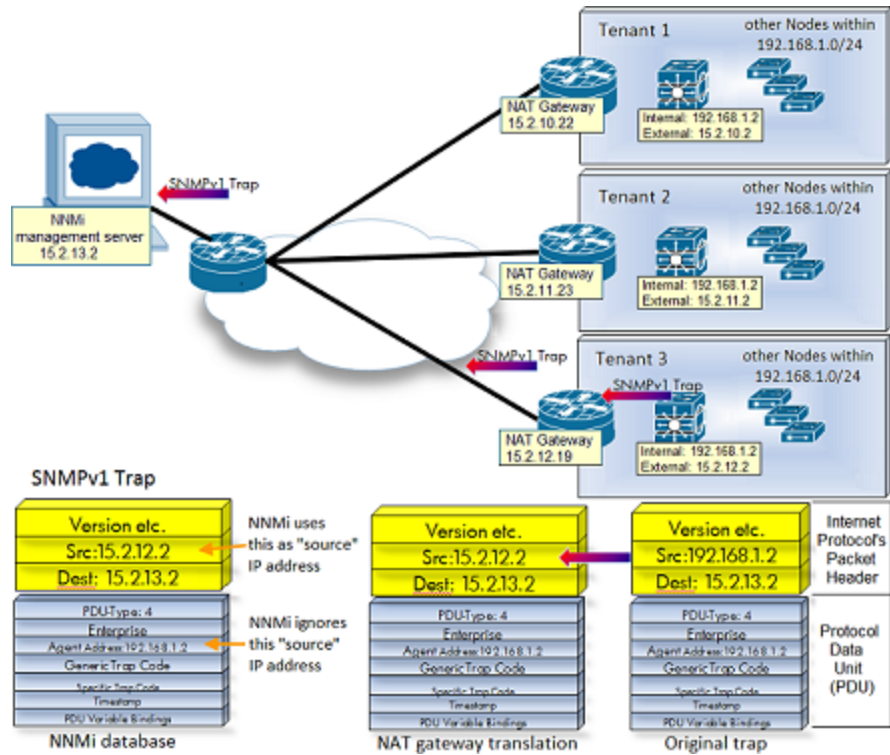 Tenant 1
other Nodes within
192.168.1.0/24
NAT Gateway
15.2.10.22
Internal: 192.168.1.2
External: 15.2.10.2
SNMPv1 Trap
NNMi
management server
15.2.13.2
Tenant 2
other Nodes within
192.168.1.0/24
NAT Gateway
15.2.11.23
Internal: 192.168.1.2
External: 15.2.11.2
SNMPv1 Trap
Tenant 3
other Nodes within
192.168.1.0/24
SNMPv1 Trap
NAT Gateway
15.2.12.19
Internal: 192.168.1.2
External: 15.2.12.2
SNMPv1 Trap
Version etc.
Src:15.2.12.2
Dest: 15.2.13.2
NNMi uses
this as "source"
IP address
PDU-Type: 4
Enterprise
Agent Address:192.168.1.2
GenericTrap Code
Specific Trap Code
Timestamp
PDU Variable Bindings
NNMi ignores
this "source"
IP address
NNMi database
Version etc.
Src:15.2.12.2
Dest: 15.2.13.2
PDU-Type: 4
Enterprise
Agent Address:192.168.1.2
GenericTrap Code
Specific Trap Code
Timestamp
PDU Variable Bindings
NAT gateway translation
Version etc.
Src:192.168.1.2
Dest: 15.2.13.2
PDU-Type: 4
Enterprise
Agent Address:192.168.1.2
GenericTrap Code
Specific Trap Code
Timestamp
PDU Variable Bindings
Original trap
Internet
Protocol's
Packet
Header
Protocol
Data
Unit
(PDU)